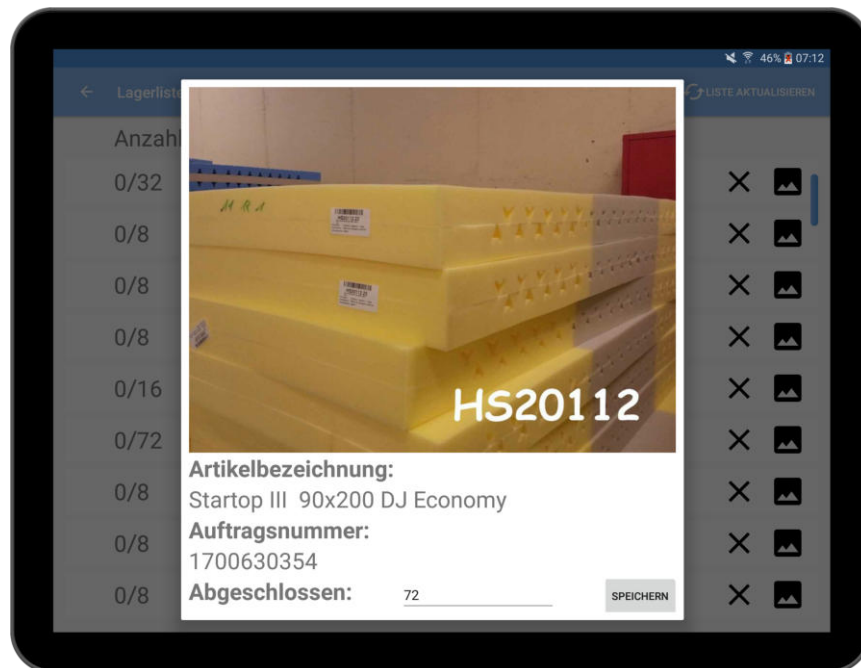 46% 07:12
Lagerliste
LISTE AKTUALISIEREN
Anzahl
0/32
0/8
0/8
0/8
0/16
0/72
0/8
0/8
0/8
HS20112
Artikelbezeichnung:
Startop III 90x200 DJ Economy
Auftragsnummer:
1700630354
Abgeschlossen:
72
SPEICHERN